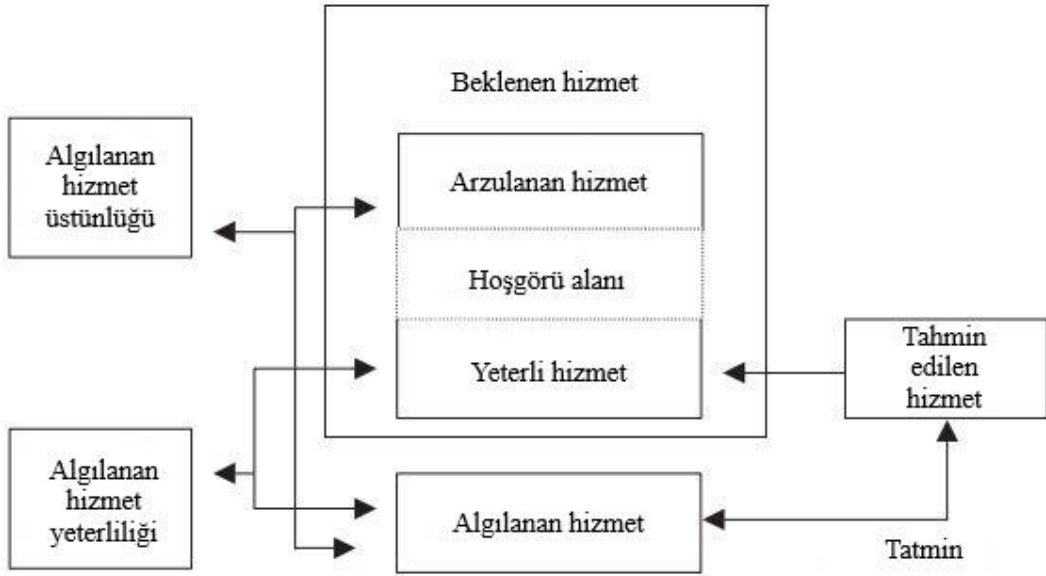 Beklenen hizmet
Algılanan
hizmet
üstünlüğü
Arzulanan hizmet
Hoşgörü alanı
Yeterli hizmet
Tahmin
edilen
hizmet
Algılanan
hizmet
yeterliliği
Algılanan hizmet
Tatmin